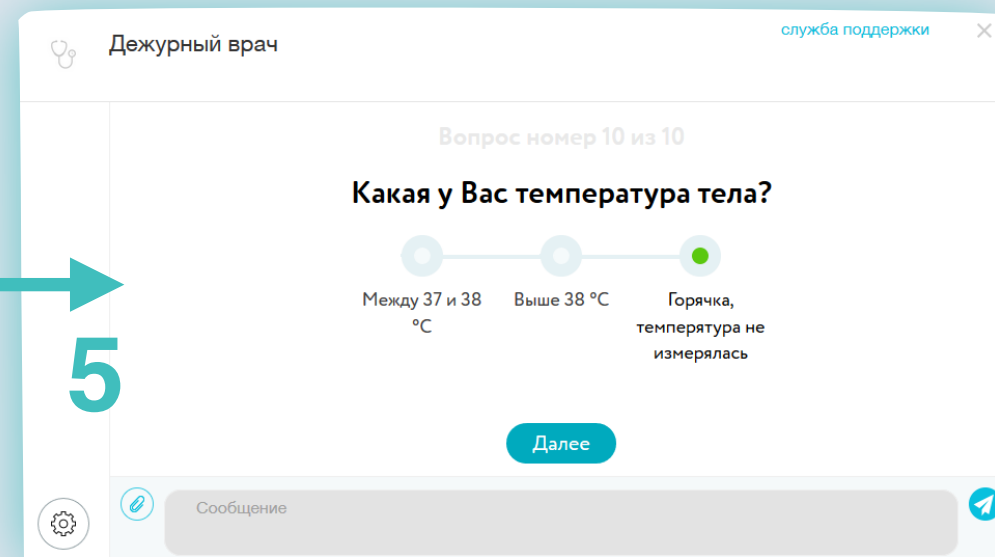 Дежурный врач
служба поддержки
Вопрос номер 10 из 10
Какая у Вас температура тела?
Между 37 и 38
°C
Выше 38 °C
Горячка,
темперятура не
измерялась
5
Далее
Сообщение